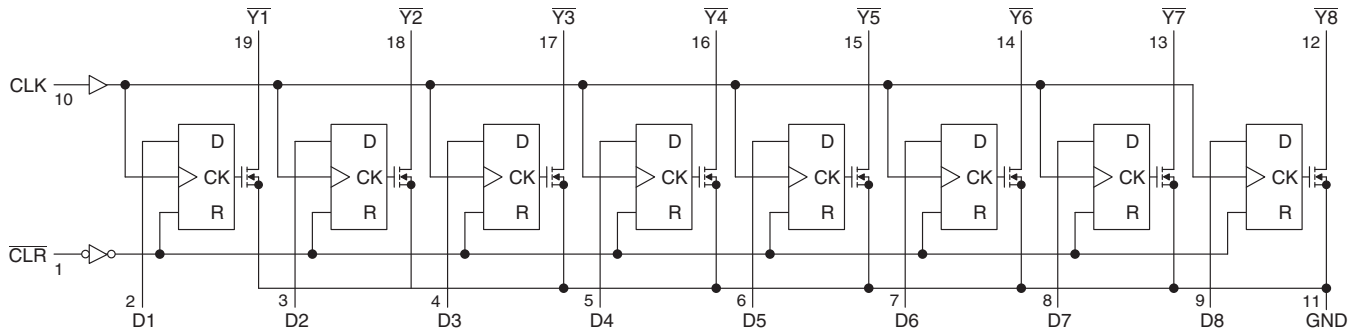 Y1 Y2 Y3 Y4 Y5 Y6 Y7 Y8
19 18 17 16 15 14 13 12
CLK 10
D D D D D D D D
CK CK CK CK CK CK CK CK
R R R R R R R R
CLR 1
2 3 4 5 6 7 8 9 11
D1 D2 D3 D4 D5 D6 D7 D8 GND